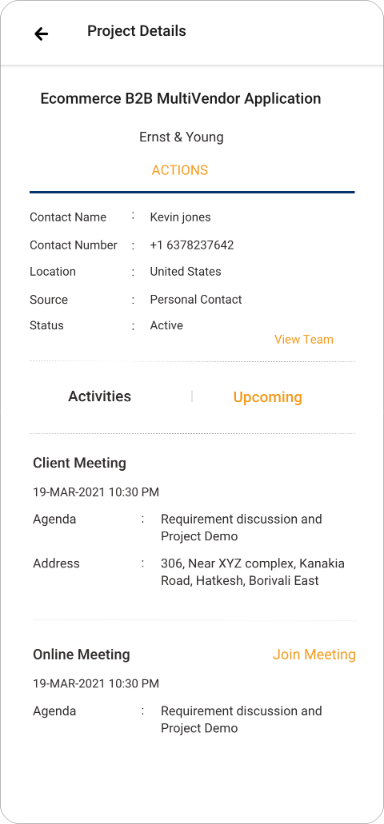 Project Details
Ecommerce B2B MultiVendor Application
Ernst & Young
ACTIONS
Contact Name : Kevin jones
Contact Number : +1 6378237642
Location : United States
Source : Personal Contact
Status : Active
View Team
Activities | Upcoming
Client Meeting
19-MAR-2021 10:30 PM
Agenda : Requirement discussion and
Project Demo
Address : 306, Near XYZ complex, Kanakia
Road, Hatkesh, Borivali East
Online Meeting Join Meeting
19-MAR-2021 10:30 PM
Agenda : Requirement discussion and
Project Demo